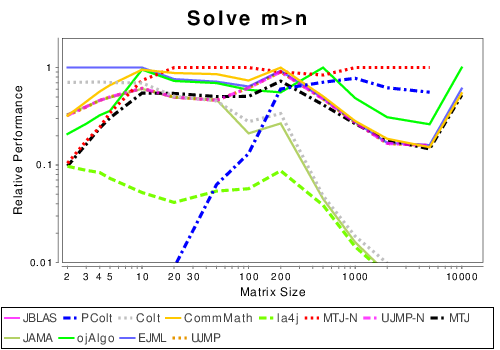 Solve m>n
Relative Performance
1
0.1
0.01
2 3 4 5 10 20 30 100 200 1000 10000
Matrix Size
JBLAS PColt Colt CommMath la4j MTJ-N UJMP-N MTJ
JAMA ojAlgo EJML UJMP